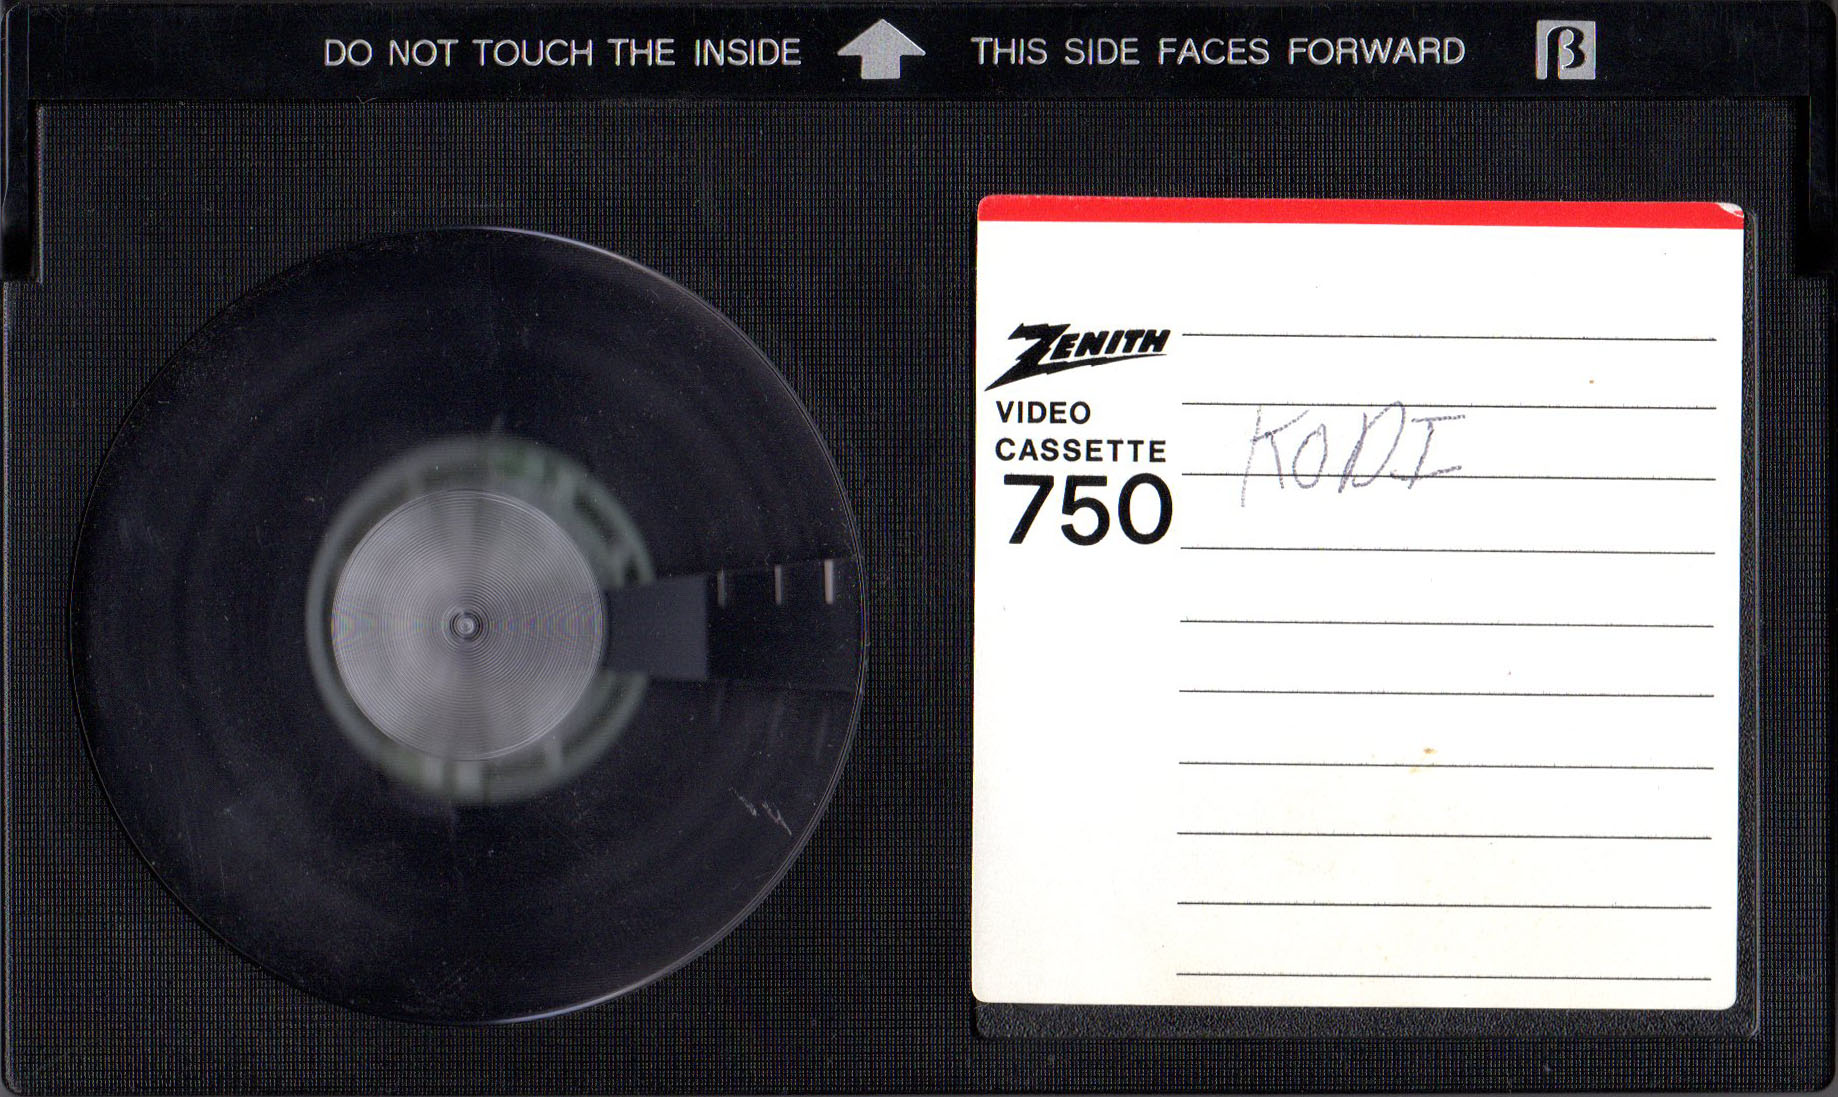 DO NOT TOUCH THE INSIDE THIS SIDE FACES FORWARD β
ZENITH
VIDEO
CASSETTE
750
KODI